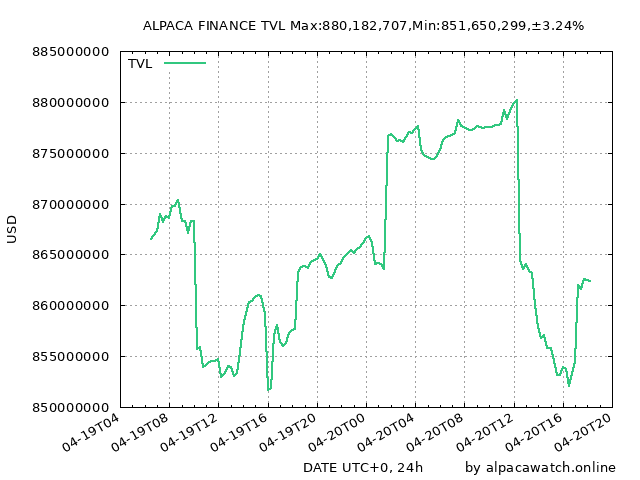 ALPACA FINANCE TVL Max:880,182,707,Min:851,650,299,±3.24%
885000000
TVL
880000000
875000000
870000000
USD
865000000
860000000
855000000
850000000
04-19T04
04-19T08
04-19T12
04-19T16
04-19T20
04-20T00
04-20T04
04-20T08
04-20T12
04-20T16
04-20T20
DATE UTC+0, 24h
by alpacawatch.online